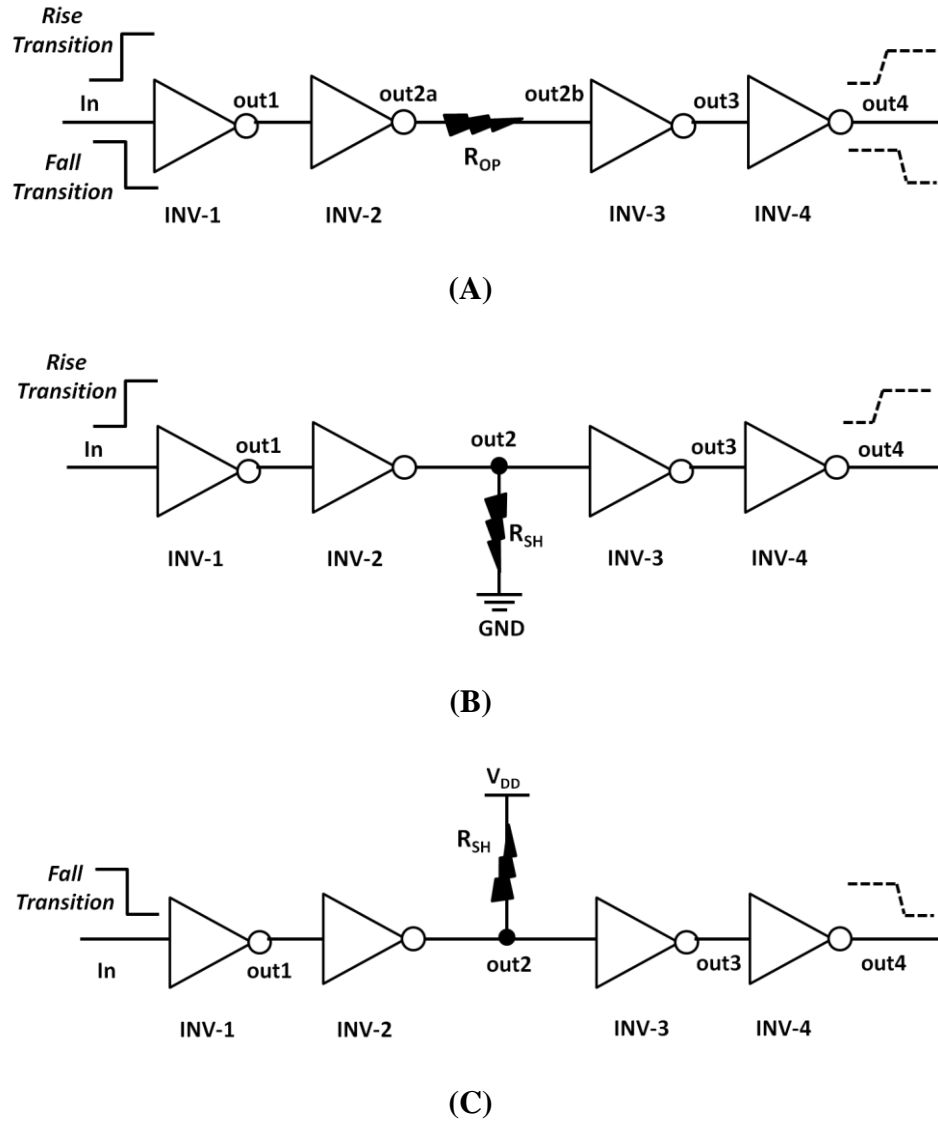 Rise
Transition
In
out1
out2a
out2b
out3
out4
R_OP
Fall
Transition
INV-1
INV-2
INV-3
INV-4
(A)
Rise
Transition
In
out1
out2
out3
out4
R_SH
INV-1
INV-2
INV-3
INV-4
GND
(B)
V_DD
R_SH
Fall
Transition
In
out1
out2
out3
out4
INV-1
INV-2
INV-3
INV-4
(C)